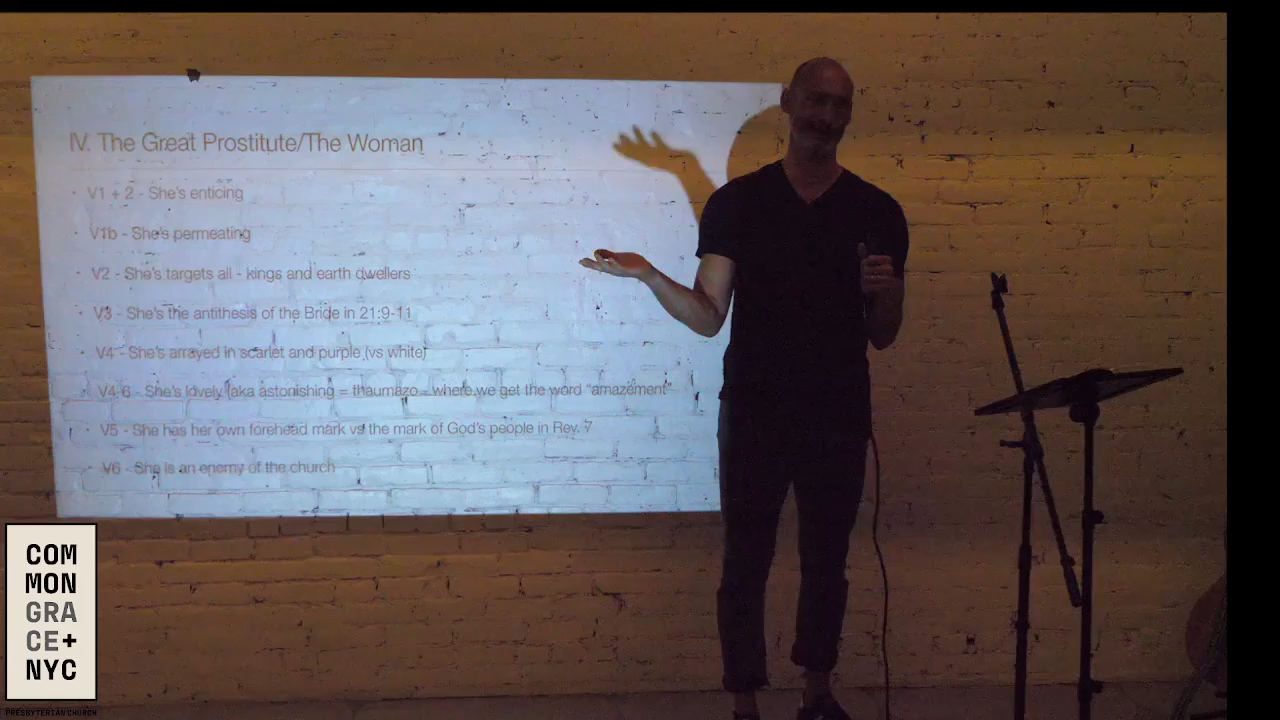 IV. The Great Prostitute/The Woman
V1 + 2 - She's enticing
V1b - She's permeating
V2 - She's targets all - kings and earth dwellers
V3 - She's the antithesis of the Bride in 21:9-11
V4 - She's arrayed in scarlet and purple (vs white)
V4-6 - She's lovely (aka astonishing = thaumazo - where we get the word "amazement"
V5 - She has her own forehead mark vs the mark of God's people in Rev. 7
V6 - She is an enemy of the church
COM
MON
GRA
CE+
NYC
PRESBYTERIAN CHURCH